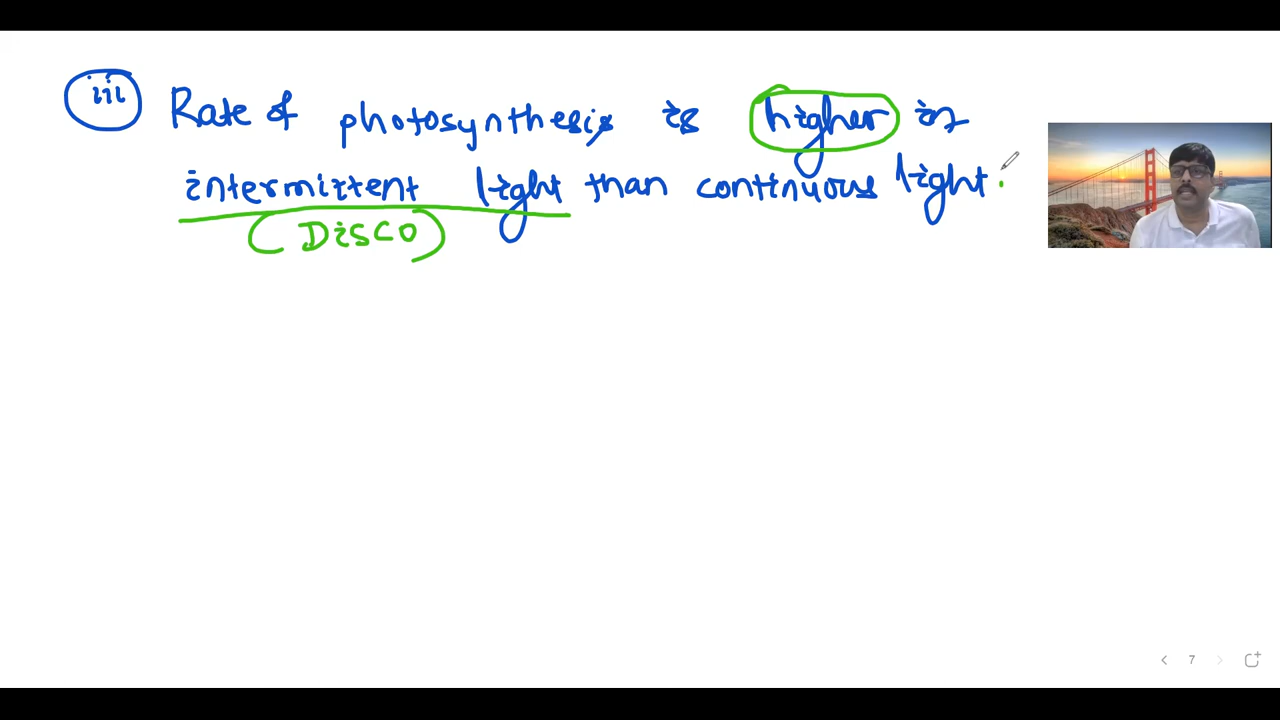 iii Rate of photosynthesis is higher in
intermittent light than continuous light.
(Disco)
7